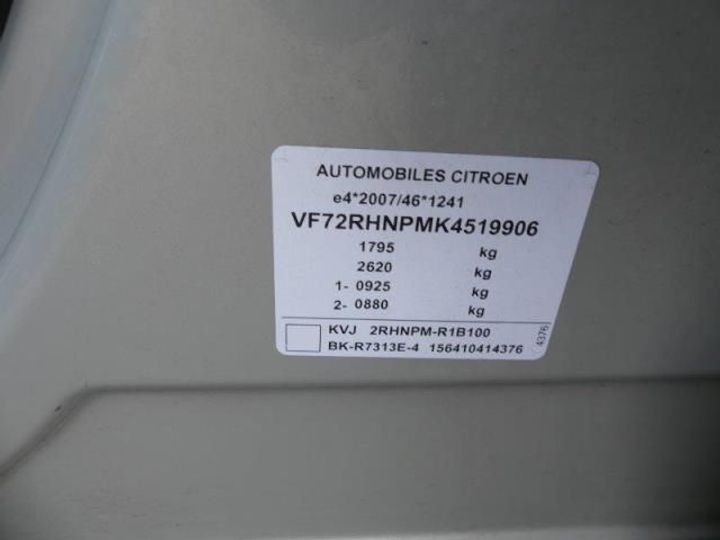 AUTOMOBILES CITROEN
e4*2007/46*1241
VF72RHNPMK4519906
1795 kg
2620 kg
1- 0925 kg
2- 0880 kg
KVJ 2RHNPM-R1B100
BK-R7313E-4 156410414376
4376